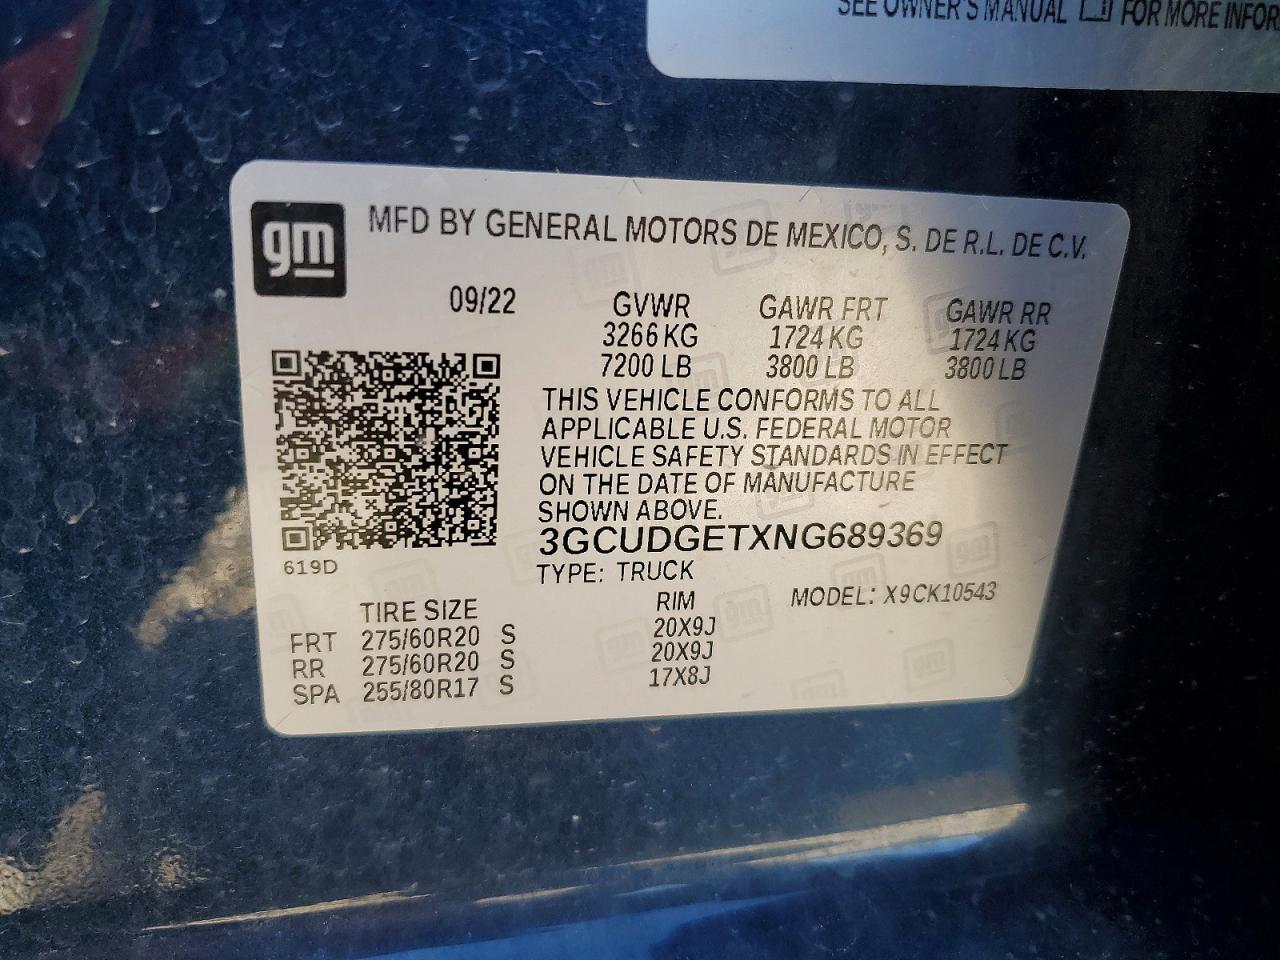 SEE OWNER'S MANUAL FOR MORE INFOR
gm MFD BY GENERAL MOTORS DE MEXICO, S. DE R.L. DE C.V.
09/22 GVWR GAWR FRT GAWR RR
3266 KG 1724 KG 1724 KG
7200 LB 3800 LB 3800 LB
THIS VEHICLE CONFORMS TO ALL
APPLICABLE U.S. FEDERAL MOTOR
VEHICLE SAFETY STANDARDS IN EFFECT
ON THE DATE OF MANUFACTURE
SHOWN ABOVE.
3GCUDGETXNG689369
619D
TYPE: TRUCK
TIRE SIZE RIM MODEL: X9CK10543
FRT 275/60R20 S 20X9J
RR 275/60R20 S 20X9J
SPA 255/80R17 S 17X8J